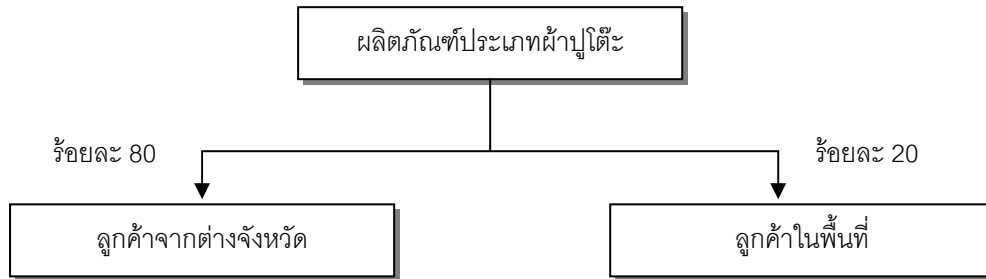 ผลิตภัณฑ์ประเภทผ้าปูโต๊ะ
ร้อยละ 80
ร้อยละ 20
ลูกค้าจากต่างจังหวัด
ลูกค้าในพื้นที่